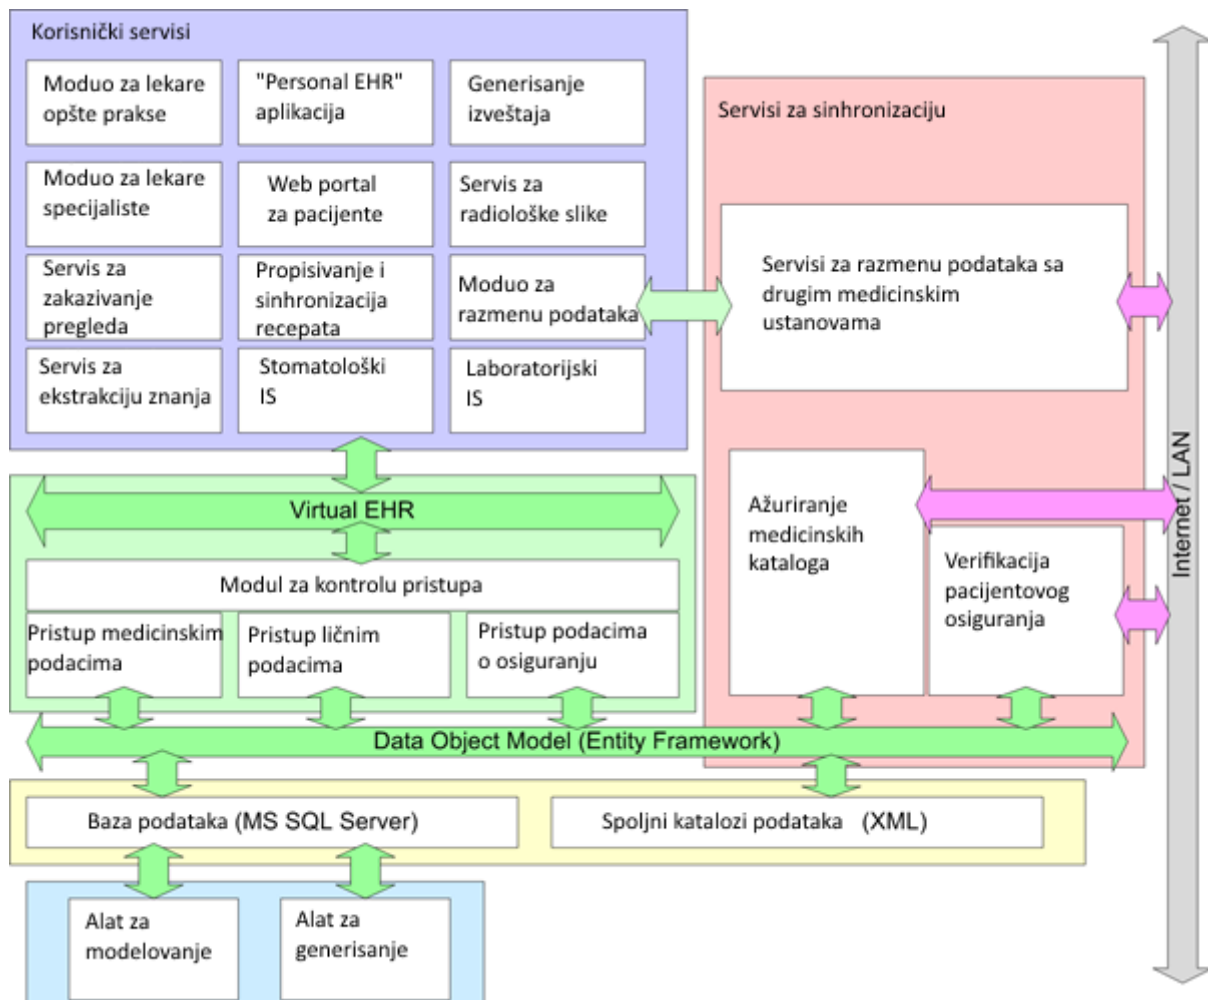 Korisnički servisi
Moduo za lekare
opšte prakse
"Personal EHR"
aplikacija
Generisanje
izveštaja
Moduo za lekare
specijaliste
Web portal
za pacijente
Servis za
radiološke slike
Servis za
zakazivanje
pregleda
Propisivanje i
sinhronizacija
recepata
Moduo za
razmenu podataka
Servis za
ekstrakciju znanja
Stomatološki
IS
Laboratorijski
IS
Servisi za sinhronizaciju
Servisi za razmenu podataka sa
drugim medicinskim
ustanovama
Ažuriranje
medicinskih
kataloga
Verifikacija
pacijentovog
osiguranja
Internet / LAN
Virtual EHR
Modul za kontrolu pristupa
Pristup medicinskim
podacima
Pristup ličnim
podacima
Pristup podacima
o osiguranju
Data Object Model (Entity Framework)
Baza podataka (MS SQL Server)
Spoljni katalozi podataka (XML)
Alat za
modelovanje
Alat za
generisanje